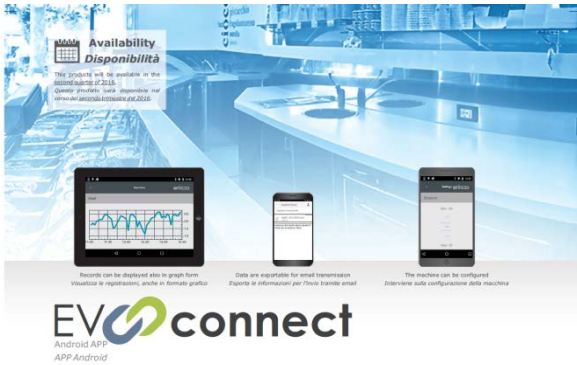 Availability
Disponibilità
This products will be available in the
second quarter of 2016.
Questo prodotto sarà disponibile nel
corso del secondo trimestre del 2016.
Records can be displayed also in graph form
Visualizza le registrazioni, anche in formato grafico
Data are exportable for email transmission
Esporta le informazioni per l'invio tramite email
The machine can be configured
Interviene sulla configurazione della macchina
EVO connect
Android APP
APP Android